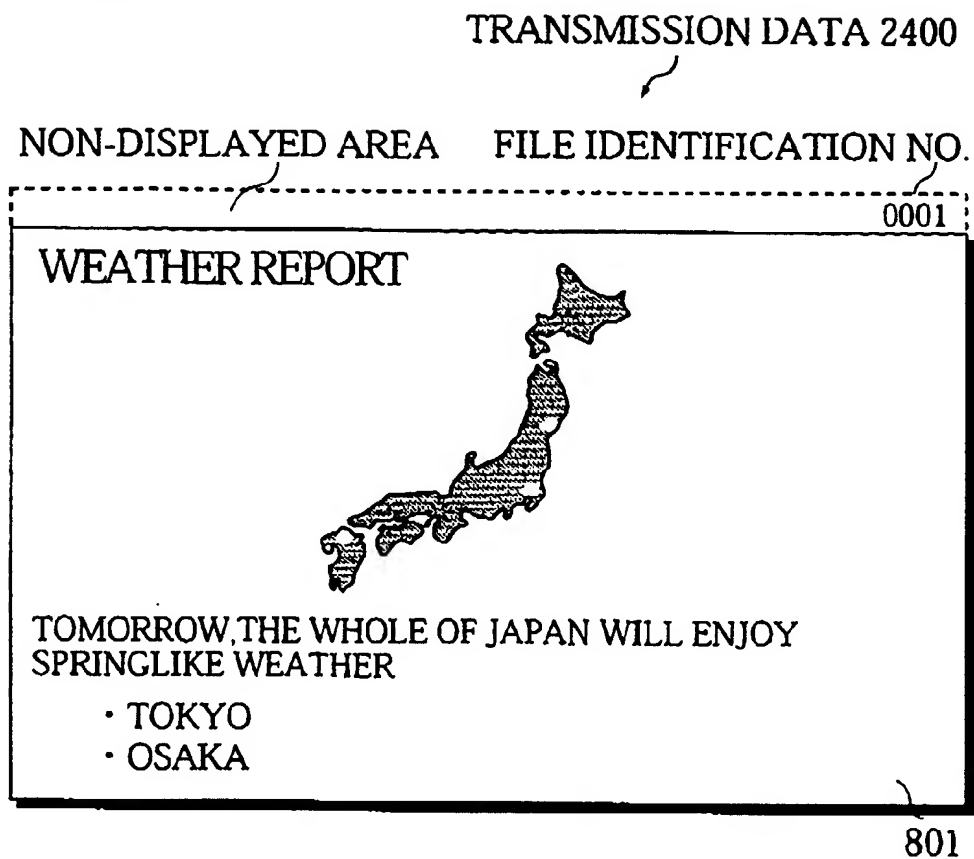 TRANSMISSION DATA 2400
NON-DISPLAYED AREA FILE IDENTIFICATION NO.
0001
WEATHER REPORT
TOMORROW,THE WHOLE OF JAPAN WILL ENJOY
SPRINGLIKE WEATHER
・TOKYO
・OSAKA
801